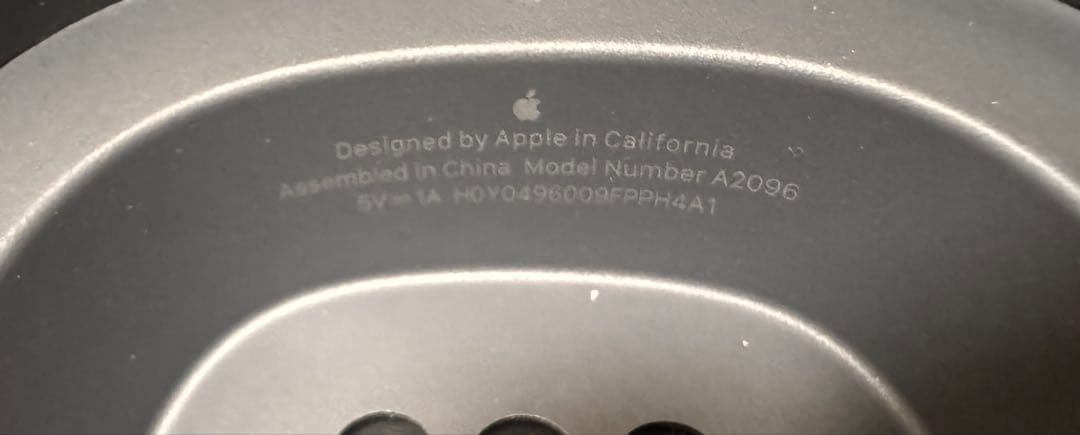 Designed by Apple in California
Assembled in China Model Number A2096
5V⎓1A H0Y0496009FPPH4A1